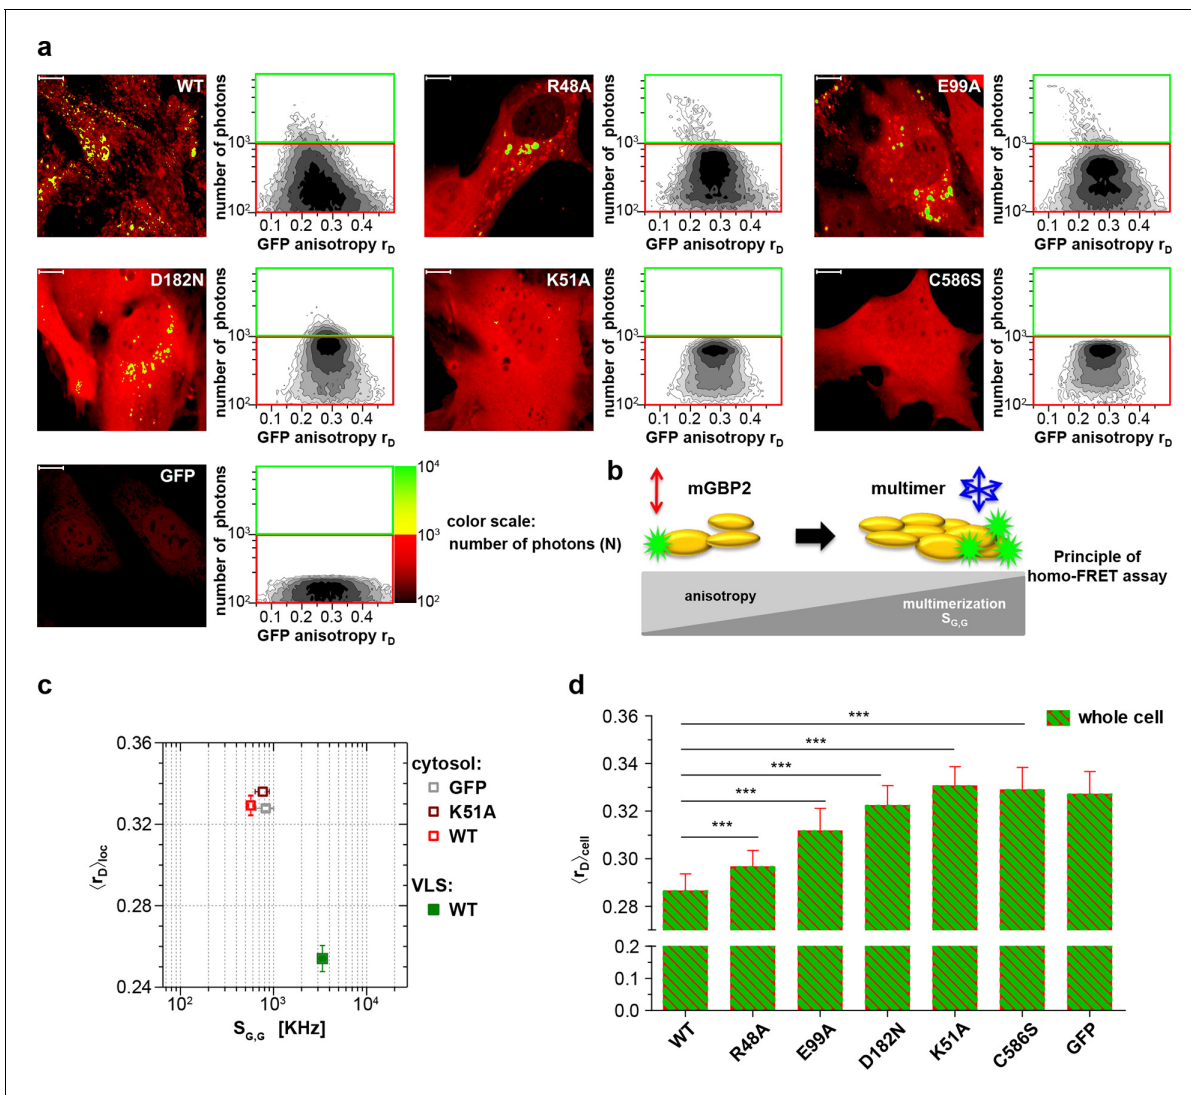 a
WT
number of photons
10³
10²
0.1 0.2 0.3 0.4
GFP anisotropy r_D
R48A
number of photons
10³
10²
0.1 0.2 0.3 0.4
GFP anisotropy r_D
E99A
number of photons
10³
10²
0.1 0.2 0.3 0.4
GFP anisotropy r_D
D182N
number of photons
10³
10²
0.1 0.2 0.3 0.4
GFP anisotropy r_D
K51A
number of photons
10³
10²
0.1 0.2 0.3 0.4
GFP anisotropy r_D
C586S
number of photons
10³
10²
0.1 0.2 0.3 0.4
GFP anisotropy r_D
GFP
number of photons
10³
10²
0.1 0.2 0.3 0.4
GFP anisotropy r_D
10⁴
10³
10²
color scale:
number of photons (N)
b
mGBP2
multimer
anisotropy
multimerization
S_G,G
Principle of
homo-FRET assay
c
⟨r_D⟩_loc
0.36
0.32
0.28
0.24
10² 10³ 10⁴
S_G,G [KHz]
cytosol:
GFP
K51A
WT
VLS:
WT
d
whole cell
⟨r_D⟩_cell
0.36
0.34
0.32
0.30
0.28
0.2
0.1
0.0
***
***
***
***
***
WT R48A E99A D182N K51A C586S GFP